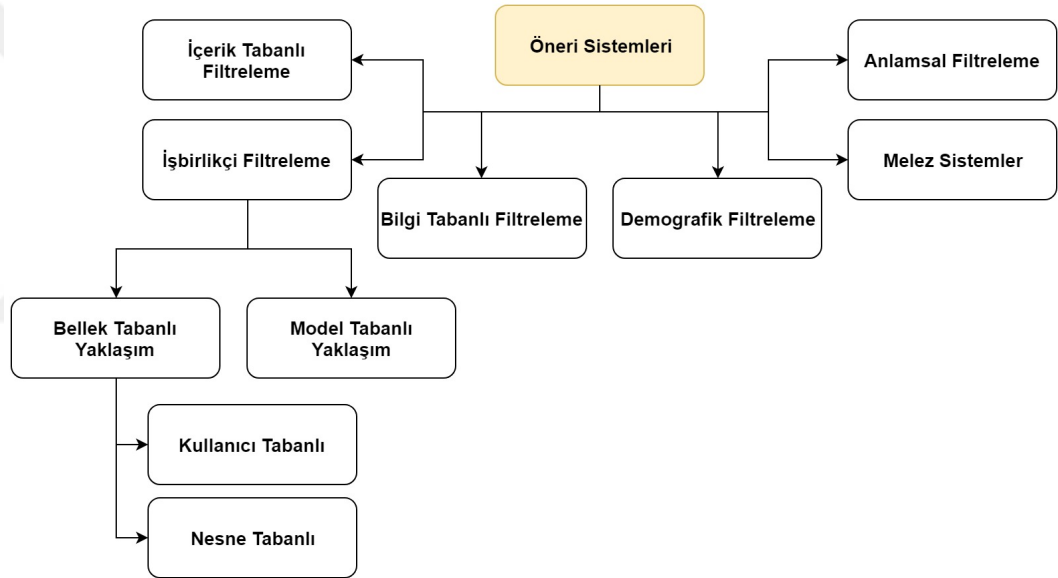 Öneri Sistemleri
İçerik Tabanlı
Filtreleme
Anlamsal Filtreleme
İşbirlikçi Filtreleme
Melez Sistemler
Bilgi Tabanlı Filtreleme
Demografik Filtreleme
Bellek Tabanlı
Yaklaşım
Model Tabanlı
Yaklaşım
Kullanıcı Tabanlı
Nesne Tabanlı